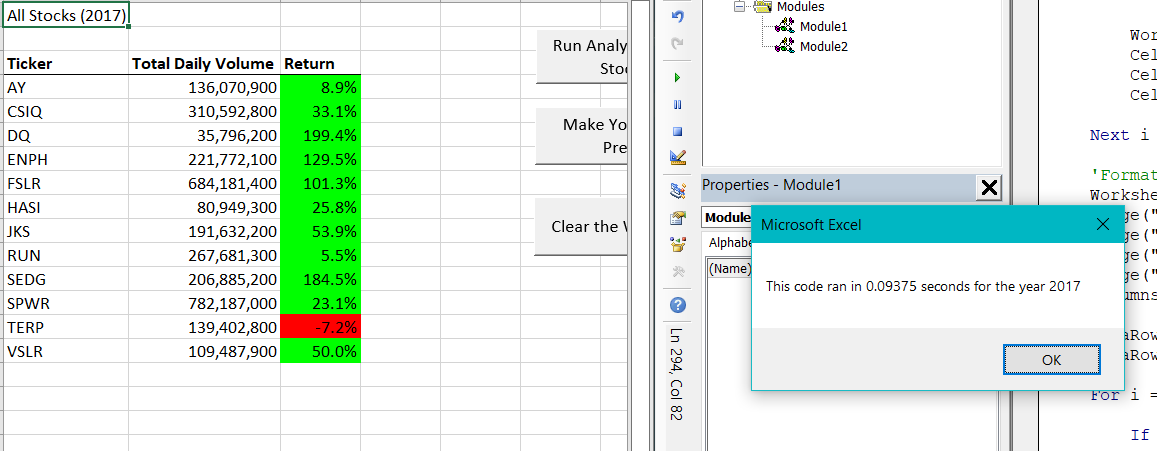 All Stocks (2017)
Ticker Total Daily Volume Return
AY 136,070,900 8.9%
CSIQ 310,592,800 33.1%
DQ 35,796,200 199.4%
ENPH 221,772,100 129.5%
FSLR 684,181,400 101.3%
HASI 80,949,300 25.8%
JKS 191,632,200 53.9%
RUN 267,681,300 5.5%
SEDG 206,885,200 184.5%
SPWR 782,187,000 23.1%
TERP 139,402,800 -7.2%
VSLR 109,487,900 50.0%
Run Analy
Sto
Make Yo
Pre
Clear the
Modules
Module1
Module2
Properties - Module1
Module
Alphabe
(Name)
Ln 294, Col 82
Microsoft Excel
This code ran in 0.09375 seconds for the year 2017
OK
Wor
Cel
Cel
Cel
Next i
'Format
Workshe
ge("
ge("
ge("
ge("
umns
aRow
aRow
For i =
If